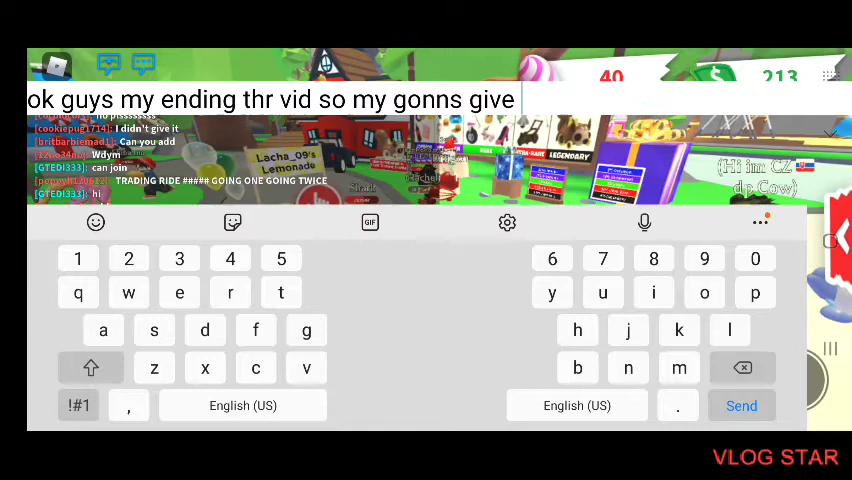 40
213
ok guys my ending thr vid so my gonns give
[cookiepug1714]: I didn't give it
[britbarbiemad1]: Can you add
Wdym
[GTEDI333]: can join
TRADING RIDE ##### GOING ONE GOING TWICE
[GTEDI333]: hi
Lacha_09's
Lemonade
LEGENDARY
(Hi im CZ
dp Cow)
GIF
1 2 3 4 5 6 7 8 9 0
q w e r t y u i o p
a s d f g h j k l
z x c v b n m
!#1 , English (US) English (US) . Send
VLOG STAR